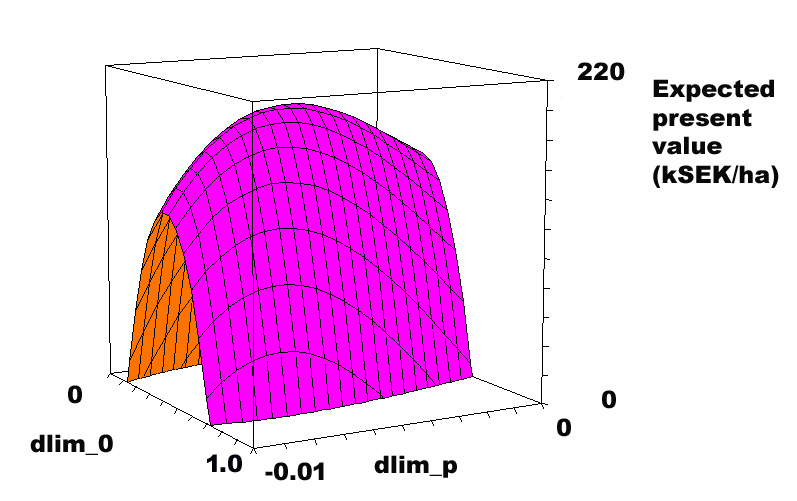 220
Expected
present
value
(kSEK/ha)
0
0
0
dlim_0
1.0
-0.01
dlim_p